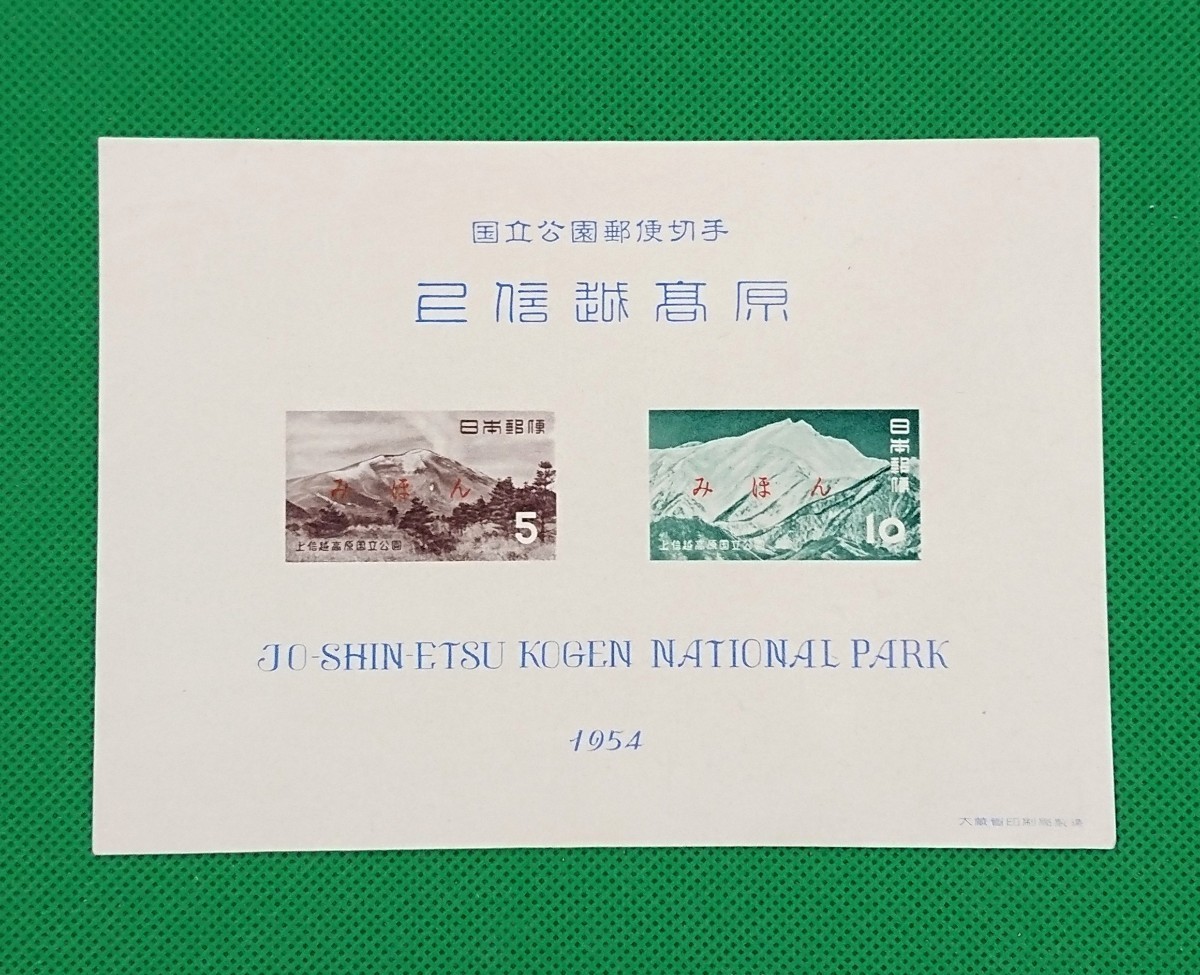 国立公園郵便切手
上信越髙原
日本郵便
みほん
5
上信越高原国立公園
日本郵便
みほん
10
上信越高原国立公園
JO-SHIN-ETSU KOGEN NATIONAL PARK
1954
大蔵省印刷局製造